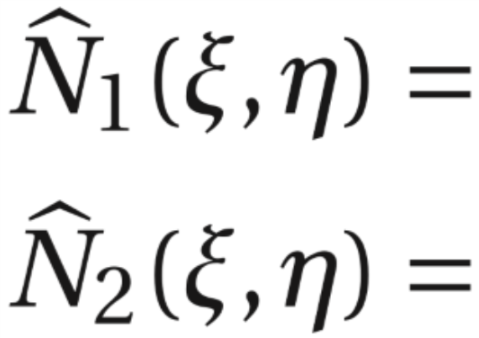 N̂₁(ξ, η) =
N̂₂(ξ, η) =